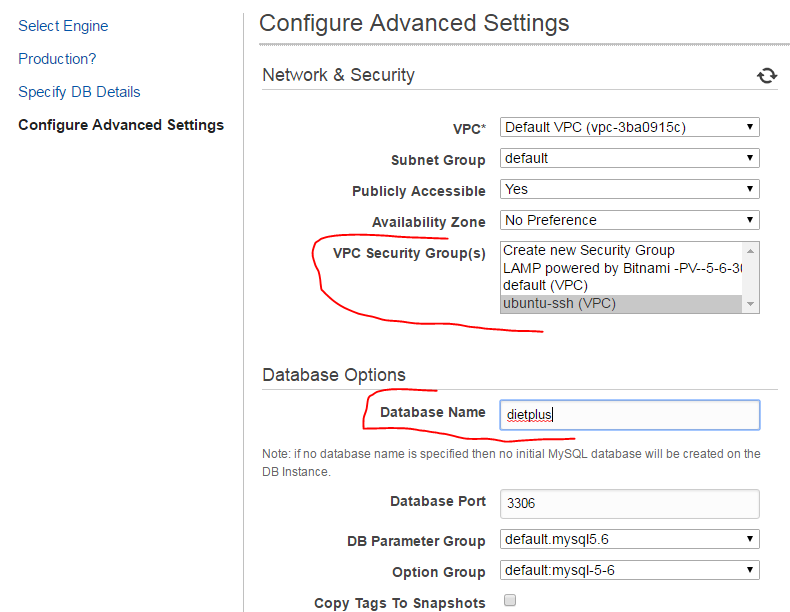 Select Engine
Production?
Specify DB Details
Configure Advanced Settings
Configure Advanced Settings
Network & Security
VPC* Default VPC (vpc-3ba0915c)
Subnet Group default
Publicly Accessible Yes
Availability Zone No Preference
VPC Security Group(s) Create new Security Group
LAMP powered by Bitnami -PV--5-6-30
default (VPC)
ubuntu-ssh (VPC)
Database Options
Database Name dietplus
Note: if no database name is specified then no initial MySQL database will be created on the
DB Instance.
Database Port 3306
DB Parameter Group default.mysql5.6
Option Group default:mysql-5-6
Copy Tags To Snapshots